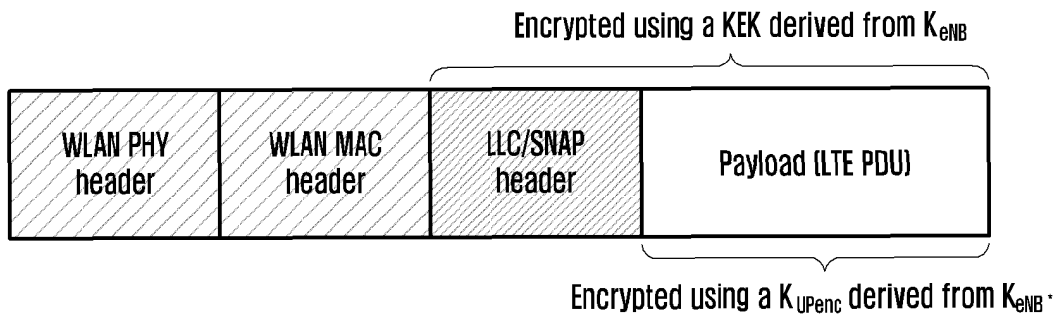 Encrypted using a KEK derived from KeNB
WLAN PHY
header
WLAN MAC
header
LLC/SNAP
header
Payload (LTE PDU)
Encrypted using a KUPenc derived from KeNB*